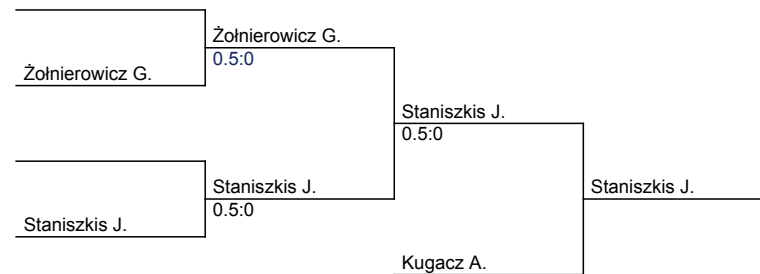 Żołnierowicz G.
0.5:0
Żołnierowicz G.
Staniszkis J.
0.5:0
Staniszkis J.
0.5:0
Staniszkis J.
Staniszkis J.
Kugacz A.